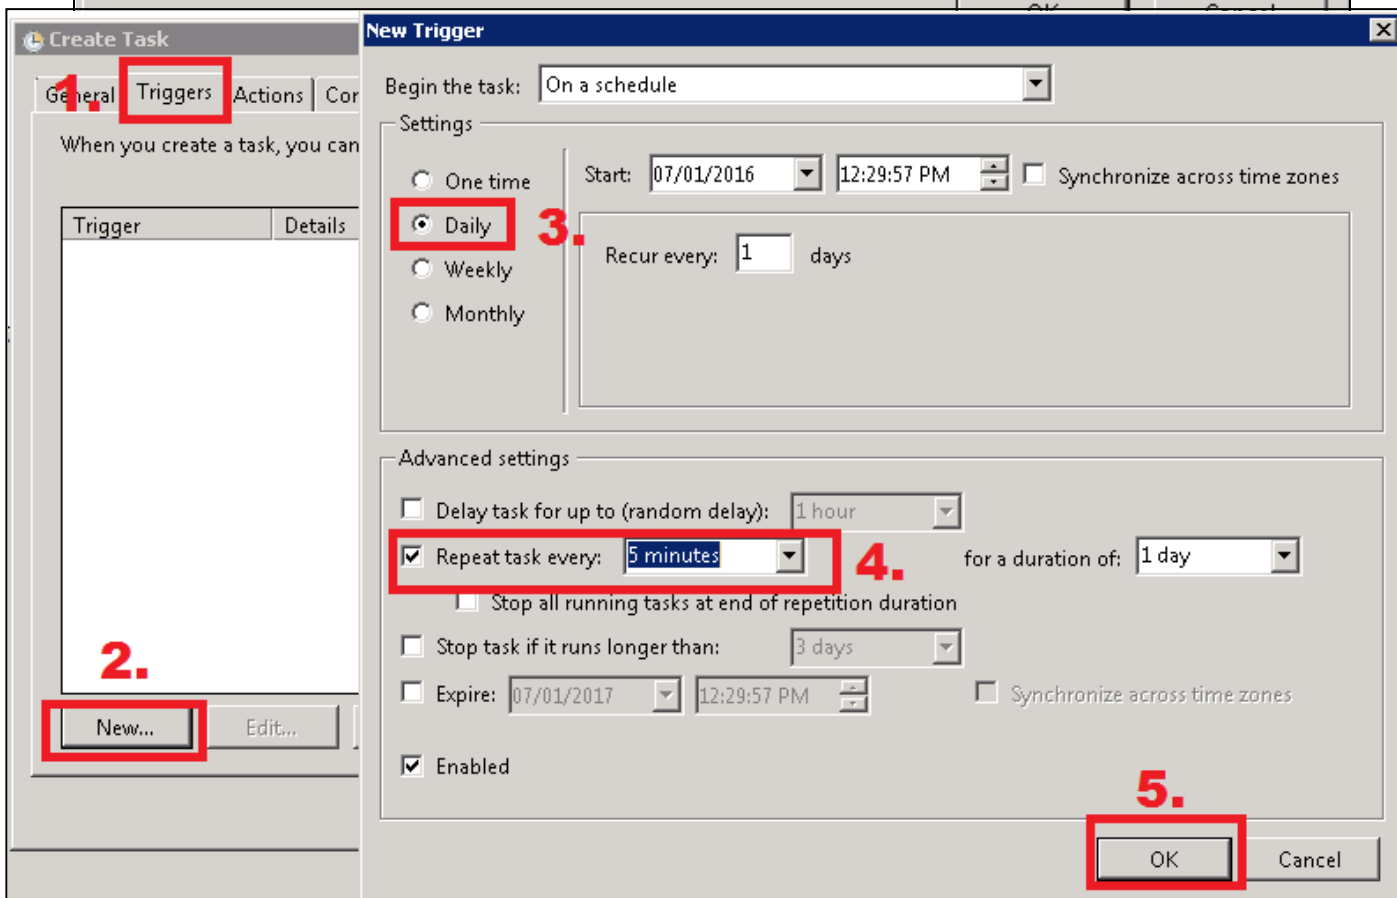 OK Cancel
Create Task
New Trigger
1.
General Triggers Actions Cor
When you create a task, you can
Trigger Details
2.
New... Edit...
Begin the task: On a schedule
Settings
One time
Daily 3.
Weekly
Monthly
Start: 07/01/2016 12:29:57 PM Synchronize across time zones
Recur every: 1 days
Advanced settings
Delay task for up to (random delay): 1 hour
Repeat task every: 5 minutes 4. for a duration of: 1 day
Stop all running tasks at end of repetition duration
Stop task if it runs longer than: 3 days
Expire: 07/01/2017 12:29:57 PM Synchronize across time zones
Enabled
5.
OK Cancel